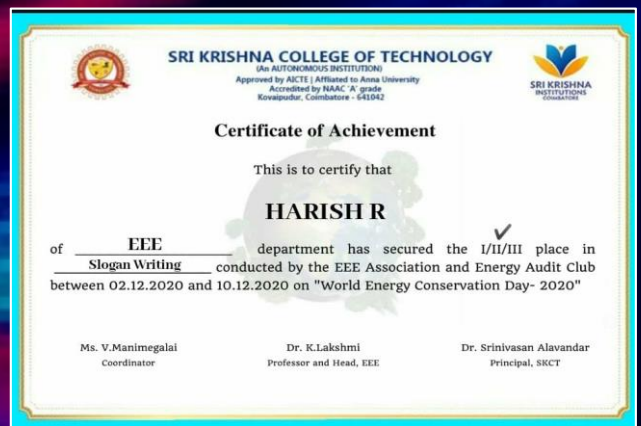 SRI KRISHNA COLLEGE OF TECHNOLOGY
(An AUTONOMOUS INSTITUTION)
Approved by AICTE | Affliated to Anna University
Accredited by NAAC 'A' grade
Kovaipudur, Coimbatore - 641042
SRI KRISHNA
INSTITUTIONS
COIMBATORE
Certificate of Achievement
This is to certify that
HARISH R
of EEE department has secured the I/II/III place in
Slogan Writing conducted by the EEE Association and Energy Audit Club
between 02.12.2020 and 10.12.2020 on "World Energy Conservation Day- 2020"
Ms. V.Manimegalai
Coordinator
Dr. K.Lakshmi
Professor and Head, EEE
Dr. Srinivasan Alavandar
Principal, SKCT